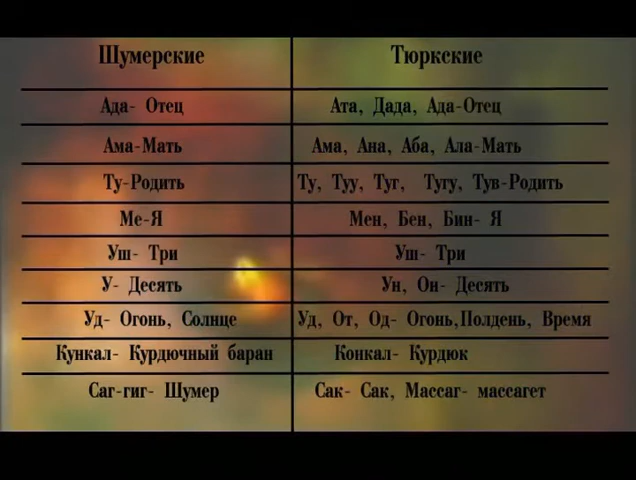 Шумерские Тюркские
Ада- Отец Ата, Дада, Ада-Отец
Ама-Мать Ама, Ана, Аба, Ала-Мать
Ту-Родить Ту, Туу, Туг, Тугу, Тув-Родить
Ме-Я Мен, Бен, Бин- Я
Уш- Три Уш- Три
У- Десять Ун, Он- Десять
Уд- Огонь, Солнце Уд, От, Од- Огонь,Полдень, Время
Кункал- Курдючный баран Конкал- Курдюк
Саг-гиг- Шумер Сак- Сак, Массаг- массагет